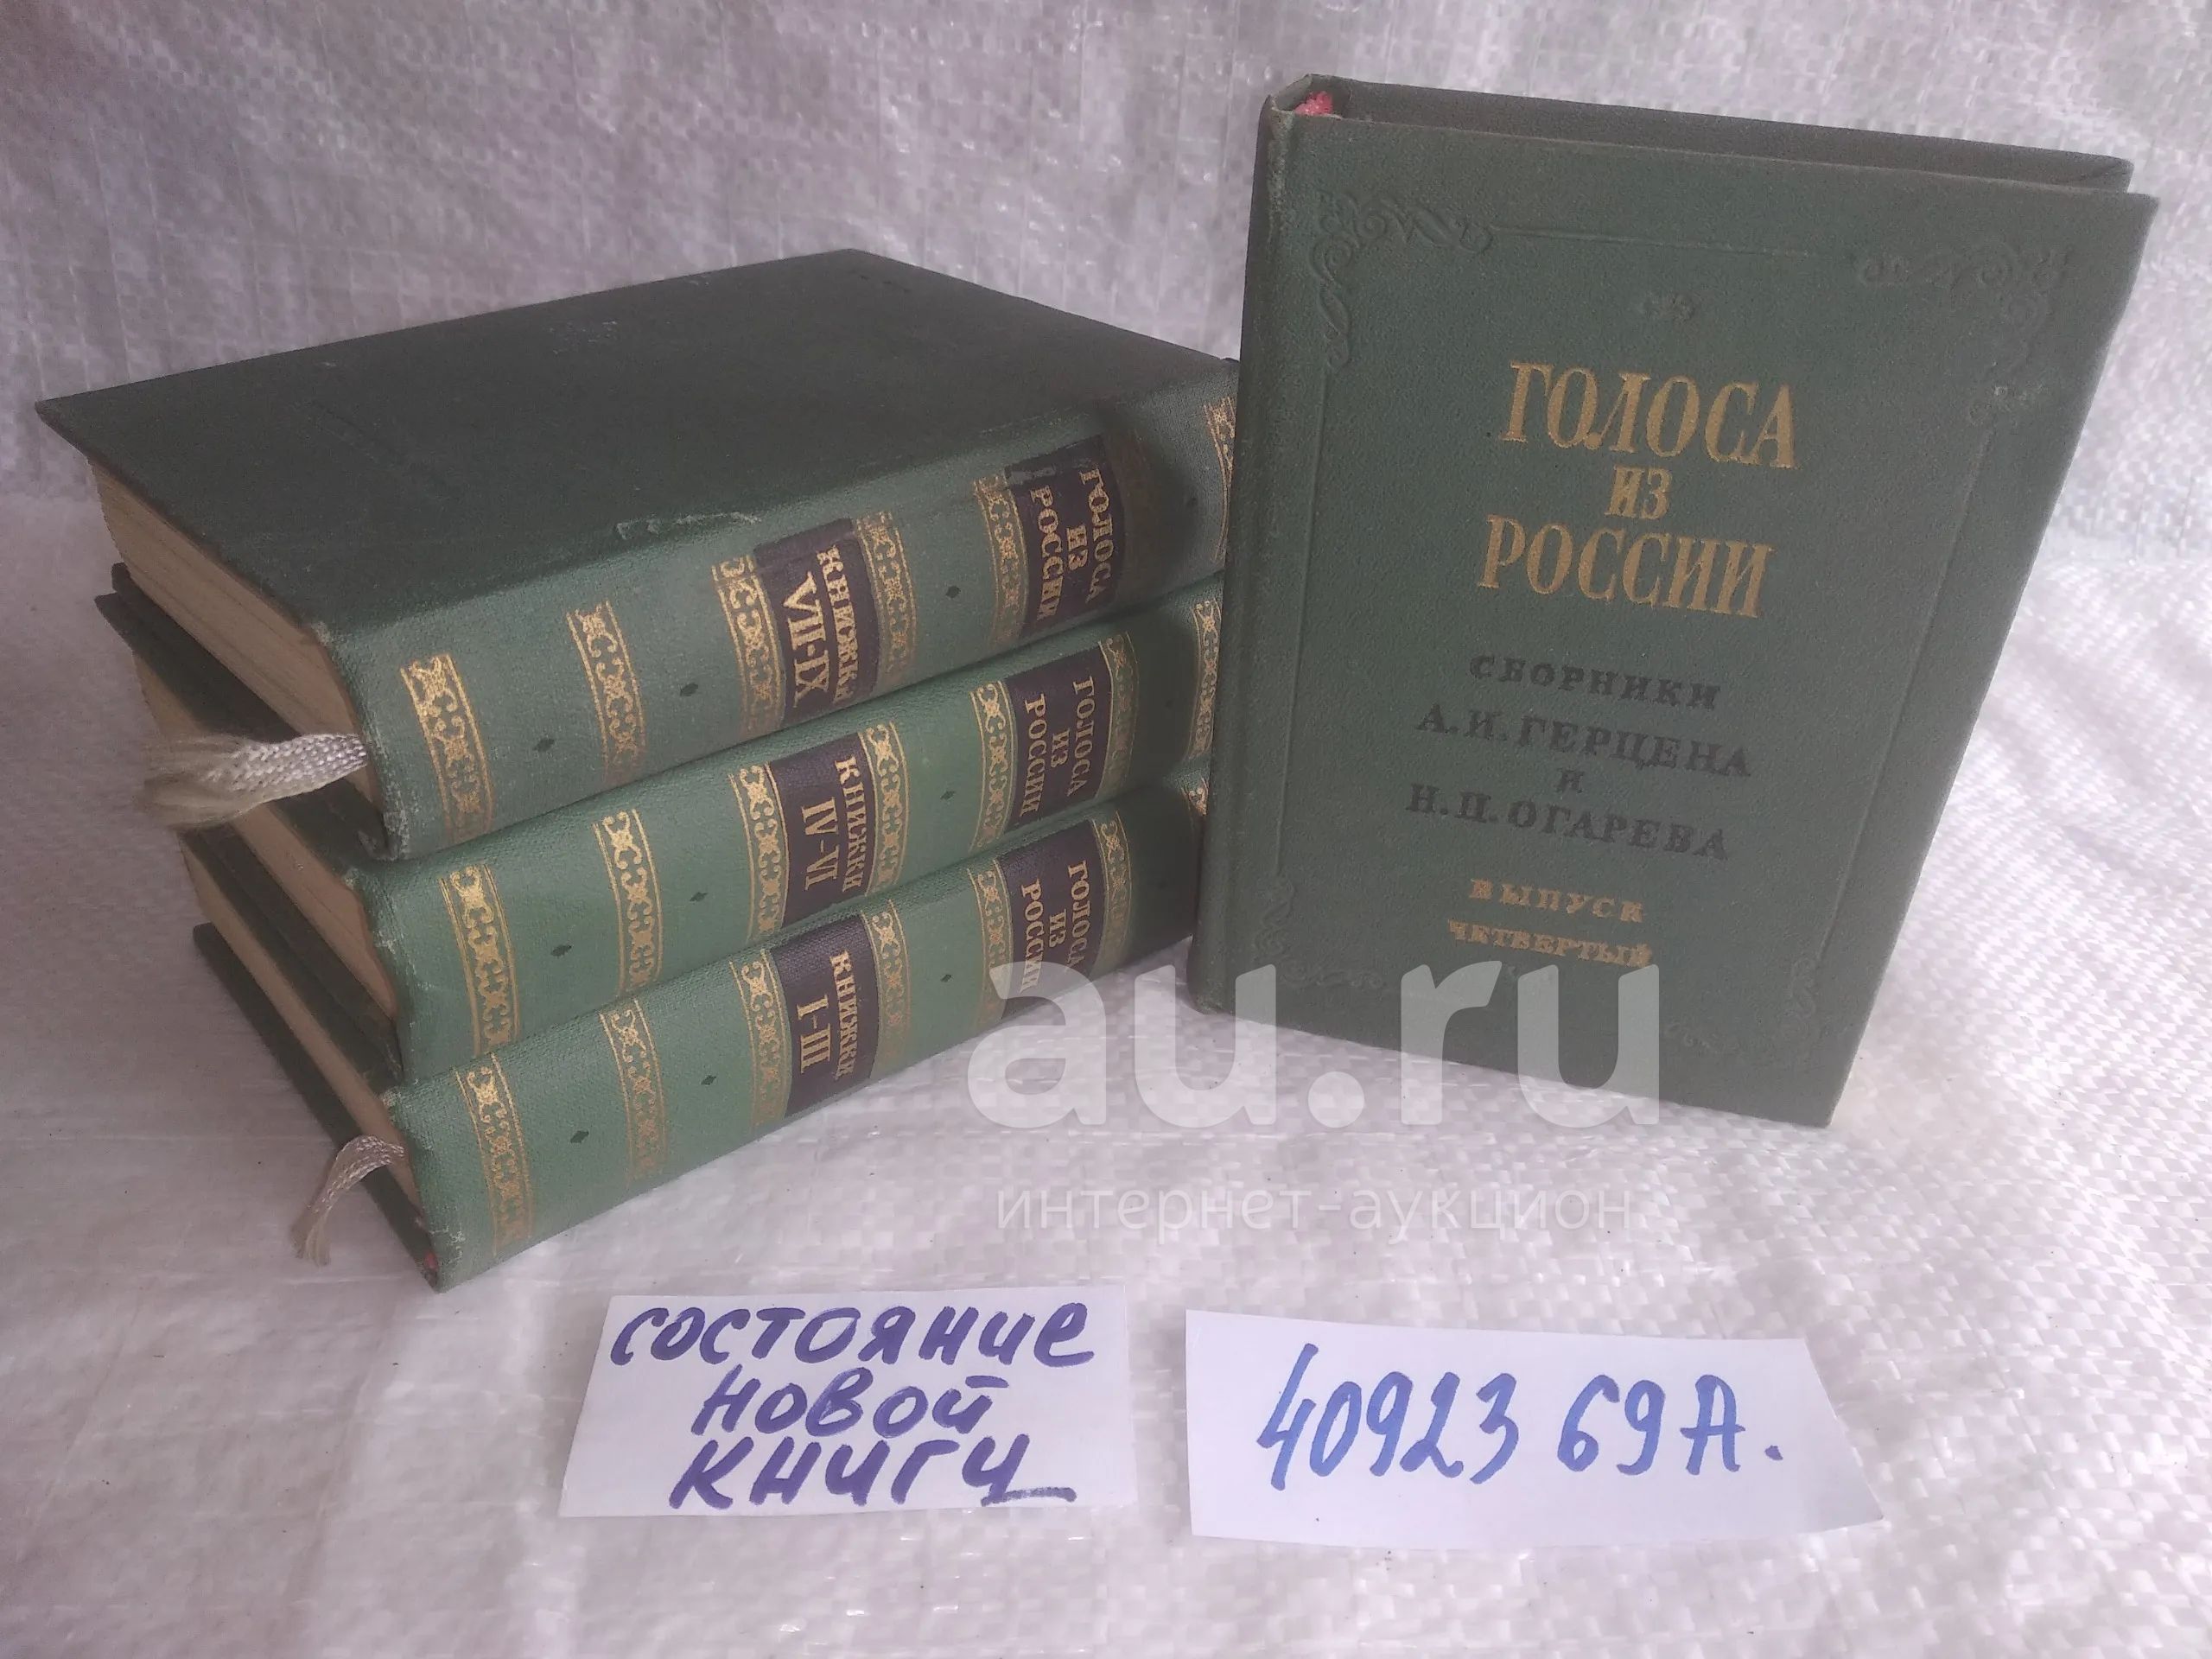 ГОЛОСА
ИЗ
РОССИИ
СБОРНИКИ
А.И.ГЕРЦЕНА
И
Н.П.ОГАРЕВА
ВЫПУСК
ЧЕТВЕРТЫЙ
ГОЛОСА
ИЗ
РОССИИ
КНИЖКИ
VII-IX
ГОЛОСА
ИЗ
РОССИИ
КНИЖКИ
IV-VI
ГОЛОСА
ИЗ
РОССИИ
КНИЖКИ
I-III
au.ru
интернет-аукцион
состояние
новой
книги
40923 69А.